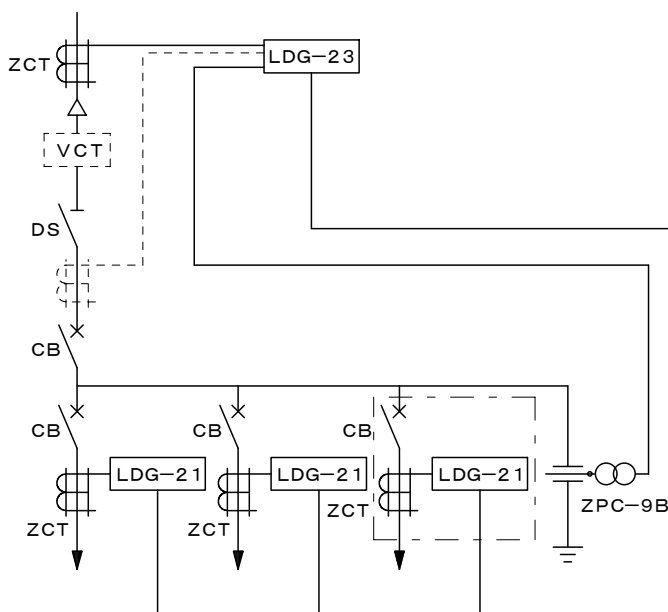 LDG-23
ZCT
VCT
DS
CB
CB
CB
CB
LDG-21
LDG-21
LDG-21
ZPC-9B
ZCT
ZCT
ZCT